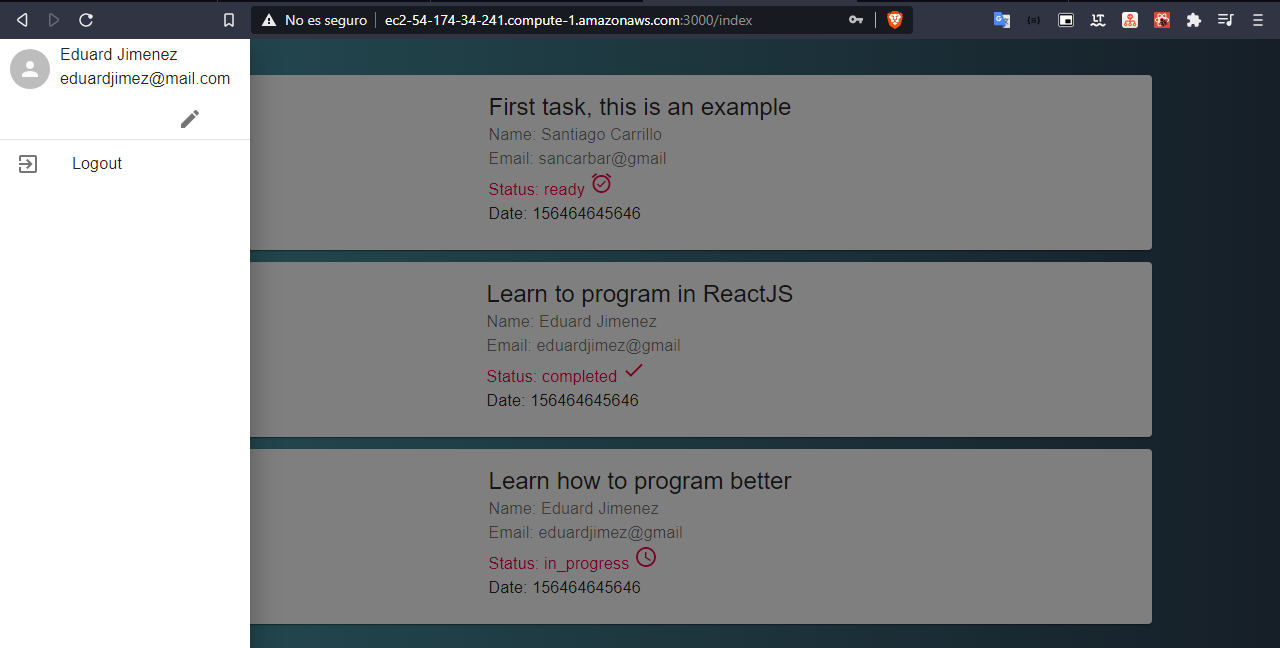 No es seguro ec2-54-174-34-241.compute-1.amazonaws.com:3000/index
Eduard Jimenez
eduardjimez@mail.com
Logout
First task, this is an example
Name: Santiago Carrillo
Email: sancarbar@gmail
Status: ready
Date: 156464645646
Learn to program in ReactJS
Name: Eduard Jimenez
Email: eduardjimez@gmail
Status: completed
Date: 156464645646
Learn how to program better
Name: Eduard Jimenez
Email: eduardjimez@gmail
Status: in_progress
Date: 156464645646